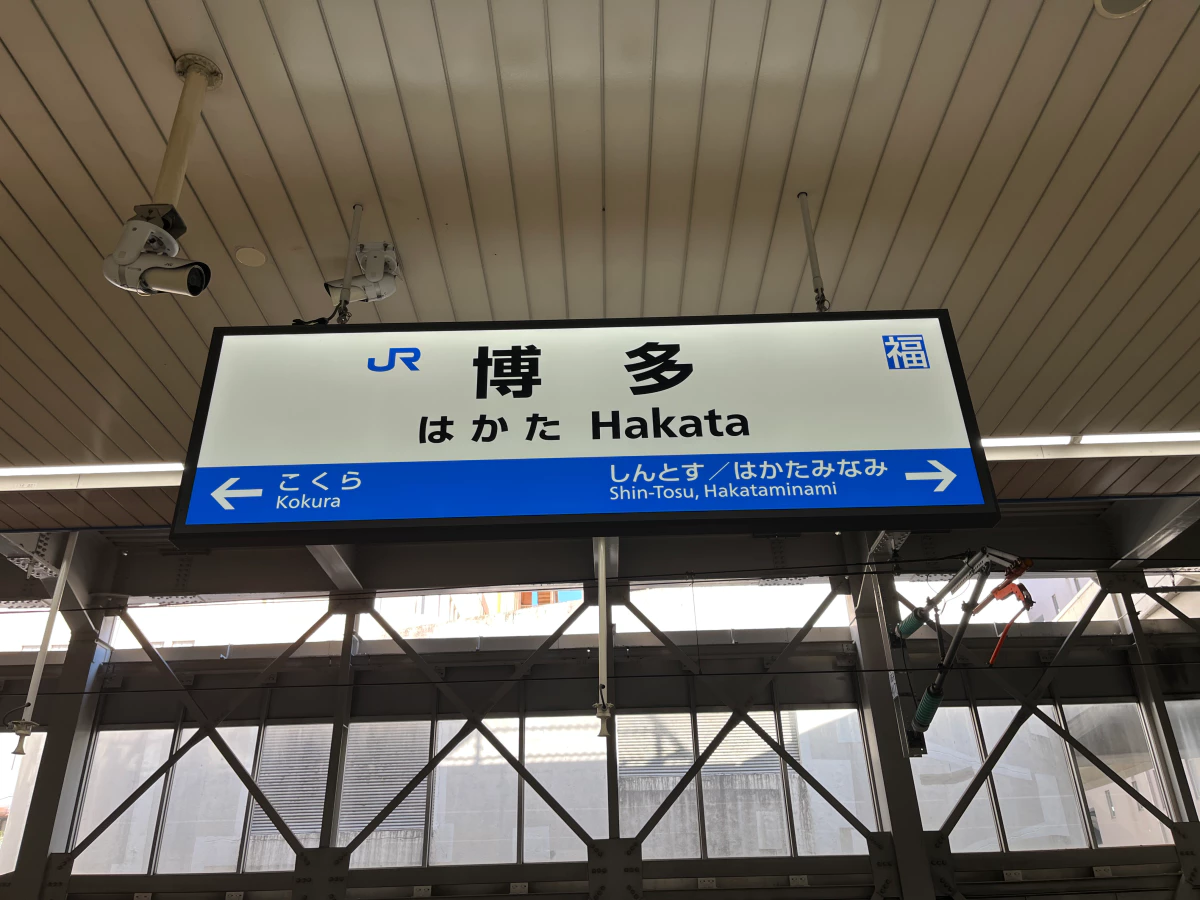 JR 博多 福
はかた Hakata
← こくら
Kokura
しんとす／はかたみなみ →
Shin-Tosu, Hakataminami